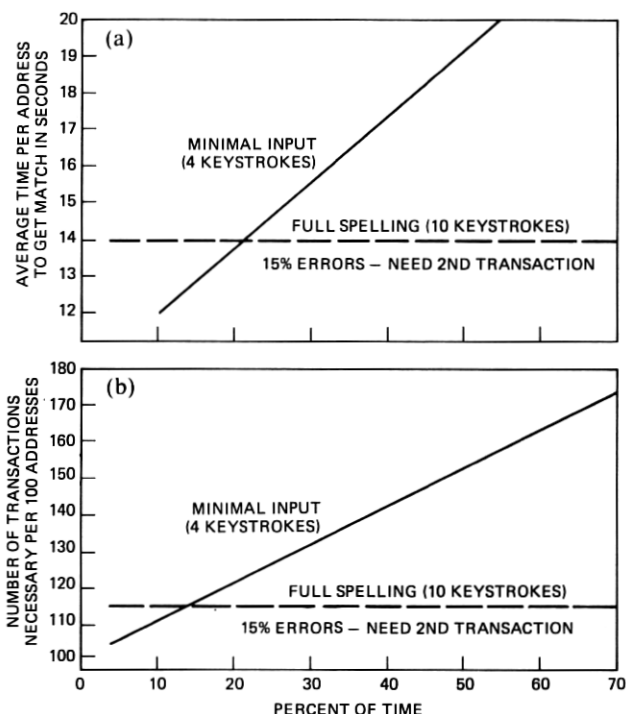 AVERAGE TIME PER ADDRESS
TO GET MATCH IN SECONDS
20
19
18
17
16
15
14
13
12
(a)
MINIMAL INPUT
(4 KEYSTROKES)
FULL SPELLING (10 KEYSTROKES)
15% ERRORS – NEED 2ND TRANSACTION
NUMBER OF TRANSACTIONS
NECESSARY PER 100 ADDRESSES
180
170
160
150
140
130
120
110
100
(b)
MINIMAL INPUT
(4 KEYSTROKES)
FULL SPELLING (10 KEYSTROKES)
15% ERRORS – NEED 2ND TRANSACTION
0 10 20 30 40 50 60 70
PERCENT OF TIME